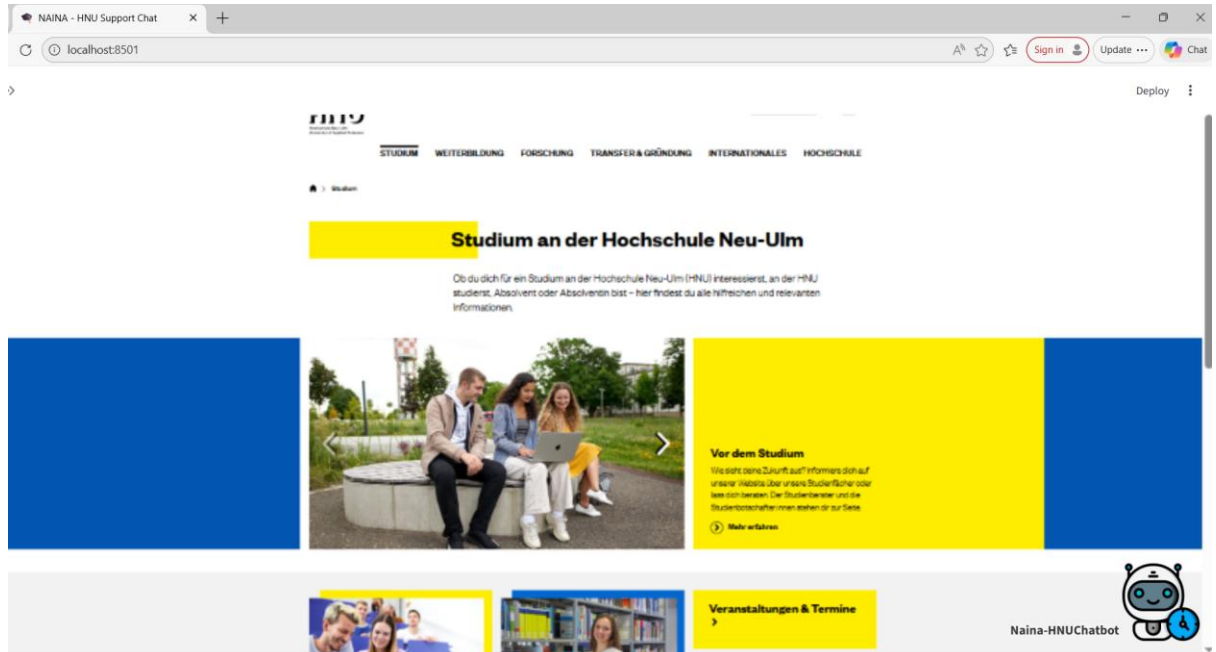 NAINA - HNU Support Chat
localhost:8501
Sign in
Update
Chat
Deploy
STUDIUM WEITERBILDUNG FORSCHUNG TRANSFER & GRÜNDUNG INTERNATIONALES HOCHSCHULE
Studium
Studium an der Hochschule Neu-Ulm
Ob du dich für ein Studium an der Hochschule Neu-Ulm (HNU) interessierst, an der HNU
studierst, Absolvent oder Absolventin bist – hier findest du alle hilfreichen und relevanten
Informationen.
Vor dem Studium
Wie sieht deine Zukunft aus? Informiere dich auf
unserer Website über unsere Studienfächer oder
lass dich beraten. Der Studienberater und die
Studienbotschafter:innen stehen dir zur Seite.
Mehr erfahren
Veranstaltungen & Termine
Naina-HNUChatbot